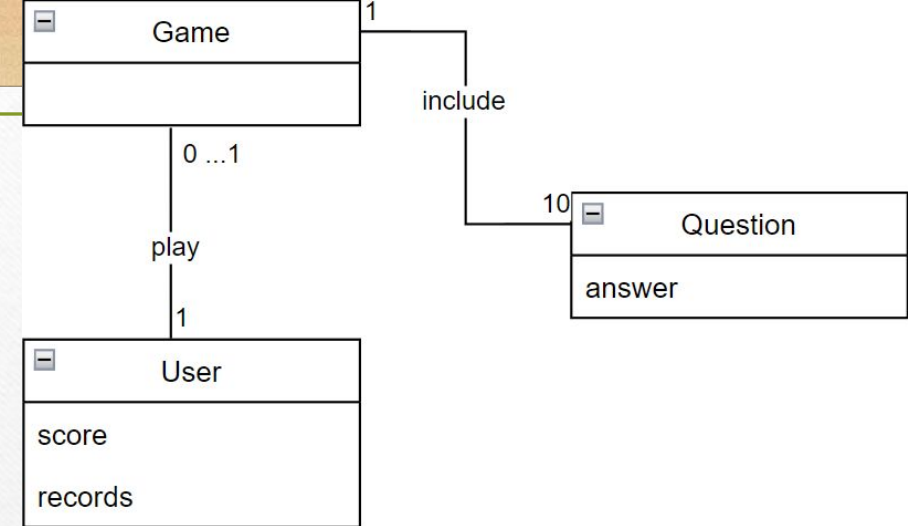 Game
1
include
0 ...1
10
Question
play
answer
1
User
score
records